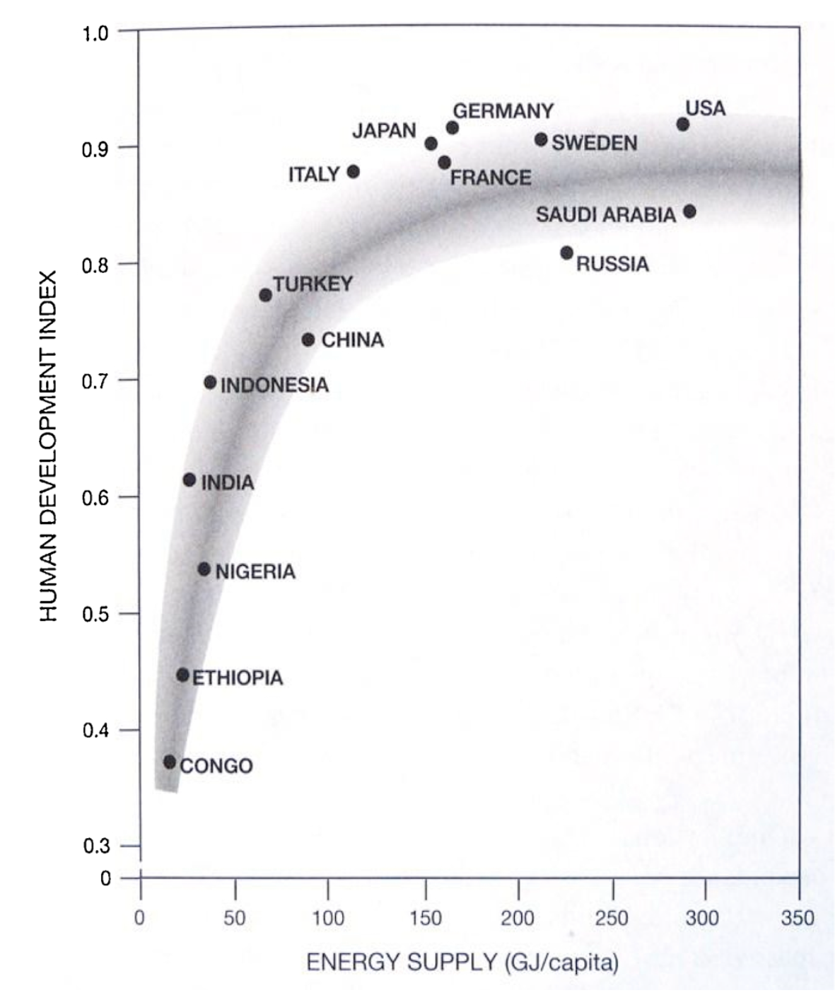 1.0
GERMANY
USA
JAPAN
0.9
SWEDEN
ITALY
FRANCE
SAUDI ARABIA
0.8
RUSSIA
TURKEY
CHINA
0.7
INDONESIA
HUMAN DEVELOPMENT INDEX
INDIA
0.6
NIGERIA
0.5
ETHIOPIA
0.4
CONGO
0.3
0
0 50 100 150 200 250 300 350
ENERGY SUPPLY (GJ/capita)